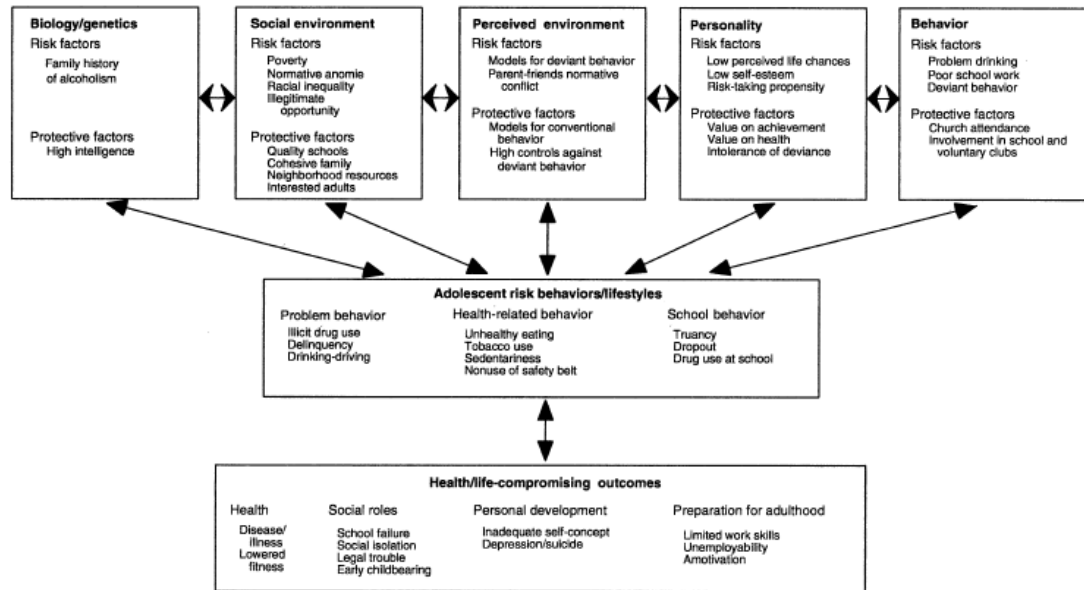 Biology/genetics
Risk factors
Family history
of alcoholism
Protective factors
High intelligence
Social environment
Risk factors
Poverty
Normative anomie
Racial inequality
Illegitimate
opportunity
Protective factors
Quality schools
Cohesive family
Neighborhood resources
Interested adults
Perceived environment
Risk factors
Models for deviant behavior
Parent-friends normative
conflict
Protective factors
Models for conventional
behavior
High controls against
deviant behavior
Personality
Risk factors
Low perceived life chances
Low self-esteem
Risk-taking propensity
Protective factors
Value on achievement
Value on health
Intolerance of deviance
Behavior
Risk factors
Problem drinking
Poor school work
Deviant behavior
Protective factors
Church attendance
Involvement in school and
voluntary clubs
Adolescent risk behaviors/lifestyles
Problem behavior
Illicit drug use
Delinquency
Drinking-driving
Health-related behavior
Unhealthy eating
Tobacco use
Sedentariness
Nonuse of safety belt
School behavior
Truancy
Dropout
Drug use at school
Health/life-compromising outcomes
Health
Disease/
illness
Lowered
fitness
Social roles
School failure
Social isolation
Legal trouble
Early childbearing
Personal development
Inadequate self-concept
Depression/suicide
Preparation for adulthood
Limited work skills
Unemployability
Amotivation